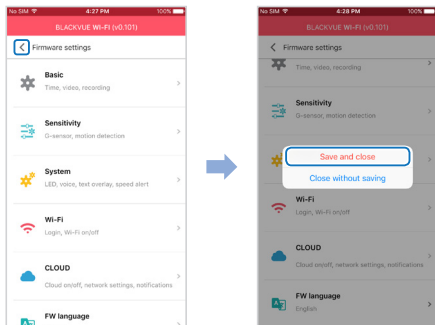 No SIM 4:27 PM 100%
BLACKVUE WI-FI (v0.101)
Firmware settings
Basic
Time, video, recording
Sensitivity
G-sensor, motion detection
System
LED, voice, text overlay, speed alert
Wi-Fi
Login, Wi-Fi on/off
CLOUD
Cloud on/off, network settings, notifications
FW language
No SIM 4:28 PM 100%
BLACKVUE WI-FI (v0.101)
Firmware settings
Time, video, recording
Sensitivity
G-sensor, motion detection
Save and close
Close without saving
Wi-Fi
Login, Wi-Fi on/off
CLOUD
Cloud on/off, network settings, notifications
FW language
English